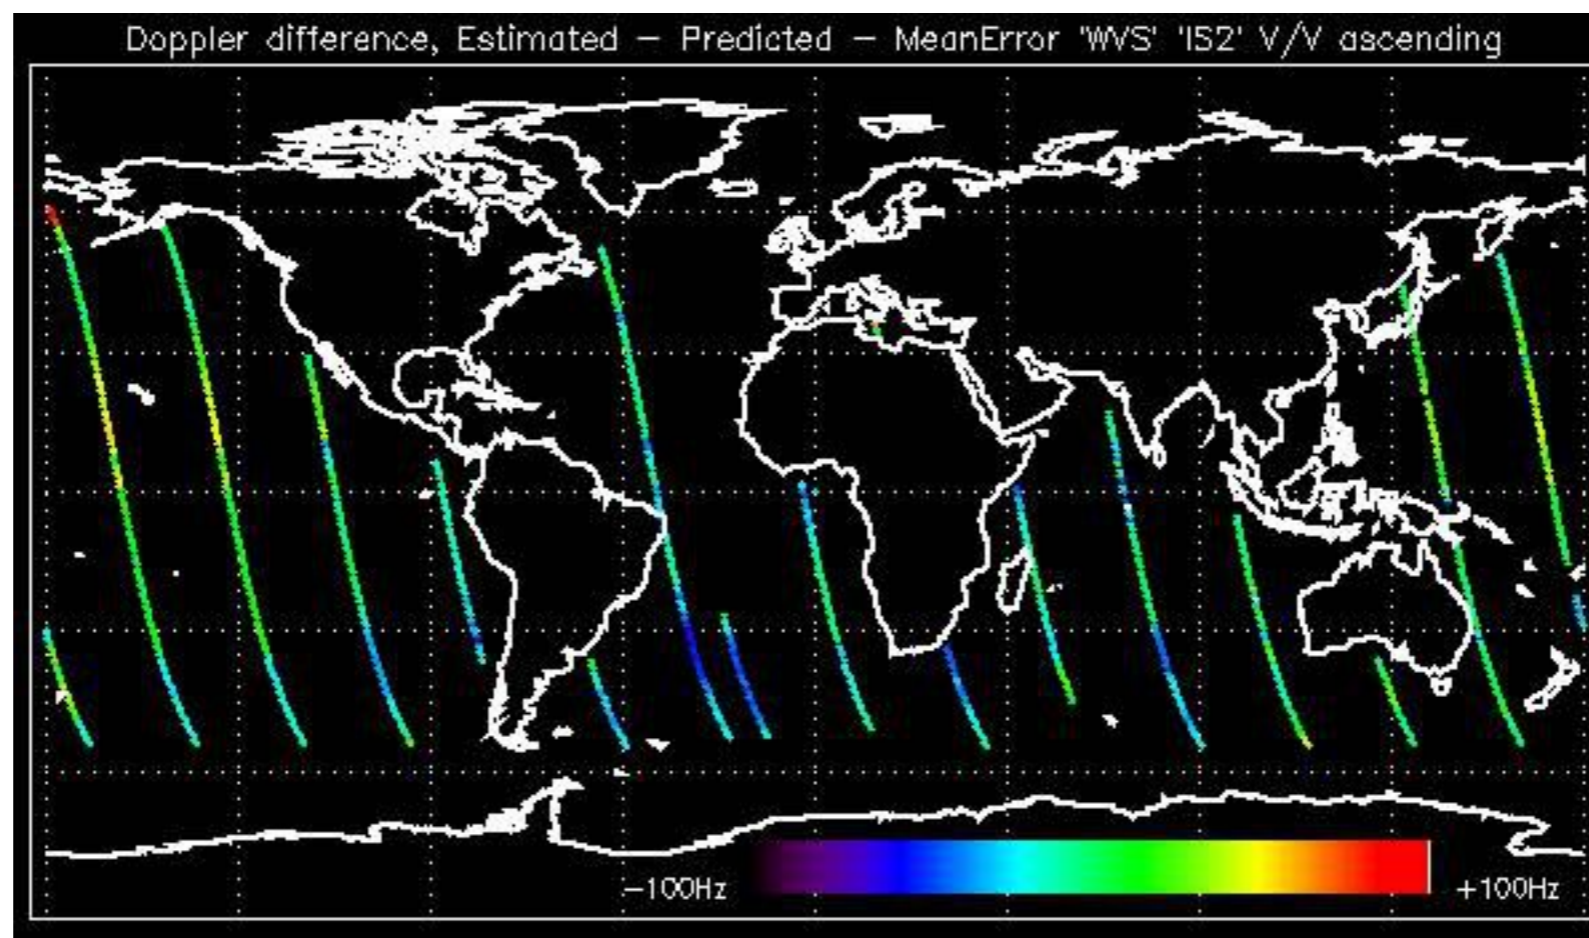 Doppler difference, Estimated – Predicted – MeanError 'WVS' 'IS2' V/V ascending
−100Hz
+100Hz